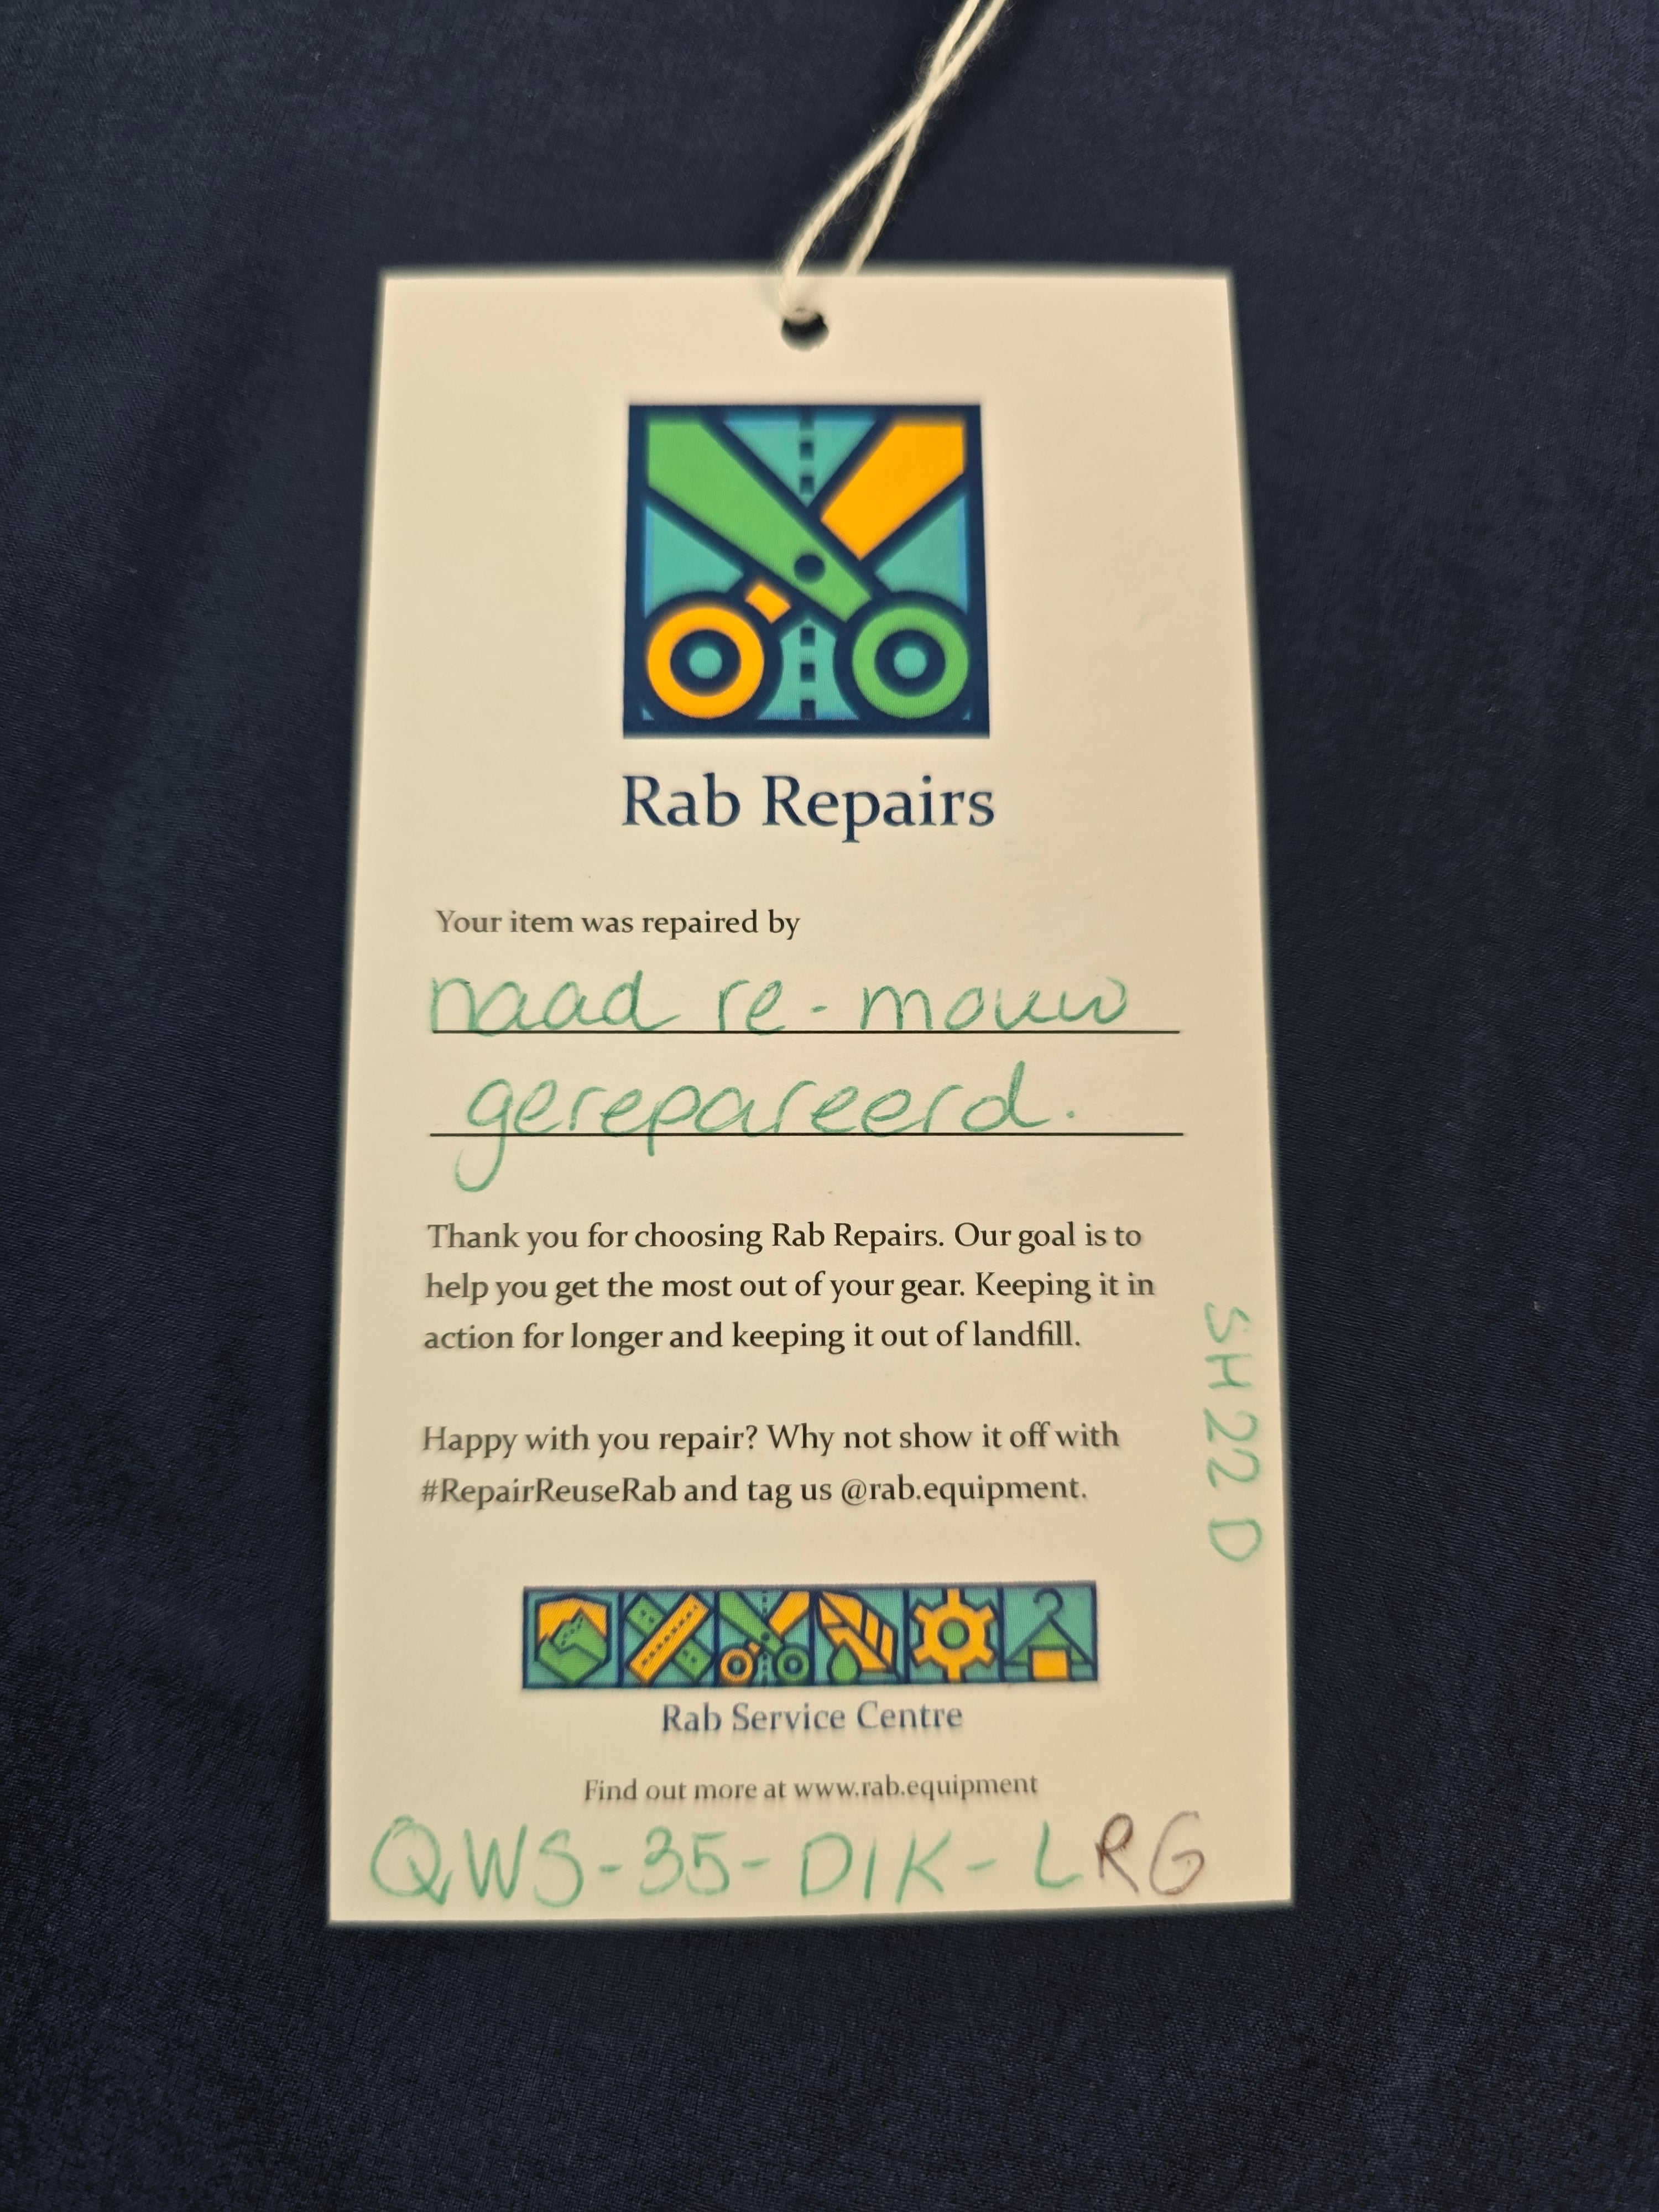 Rab Repairs
Your item was repaired by
naad re-mouw
gerepareerd.
Thank you for choosing Rab Repairs. Our goal is to
help you get the most out of your gear. Keeping it in
action for longer and keeping it out of landfill.
Happy with you repair? Why not show it off with
#RepairReuseRab and tag us @rab.equipment.
SH22D
Rab Service Centre
Find out more at www.rab.equipment
QWS-35-DIK-LRG